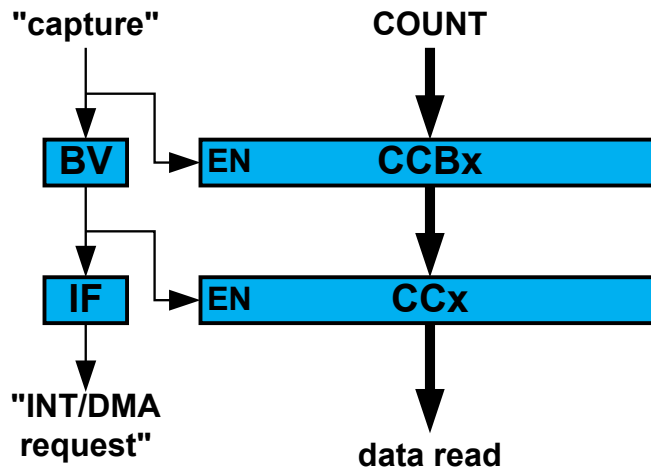 "capture"
COUNT
BV
EN
CCBx
IF
EN
CCx
"INT/DMA
request"
data read